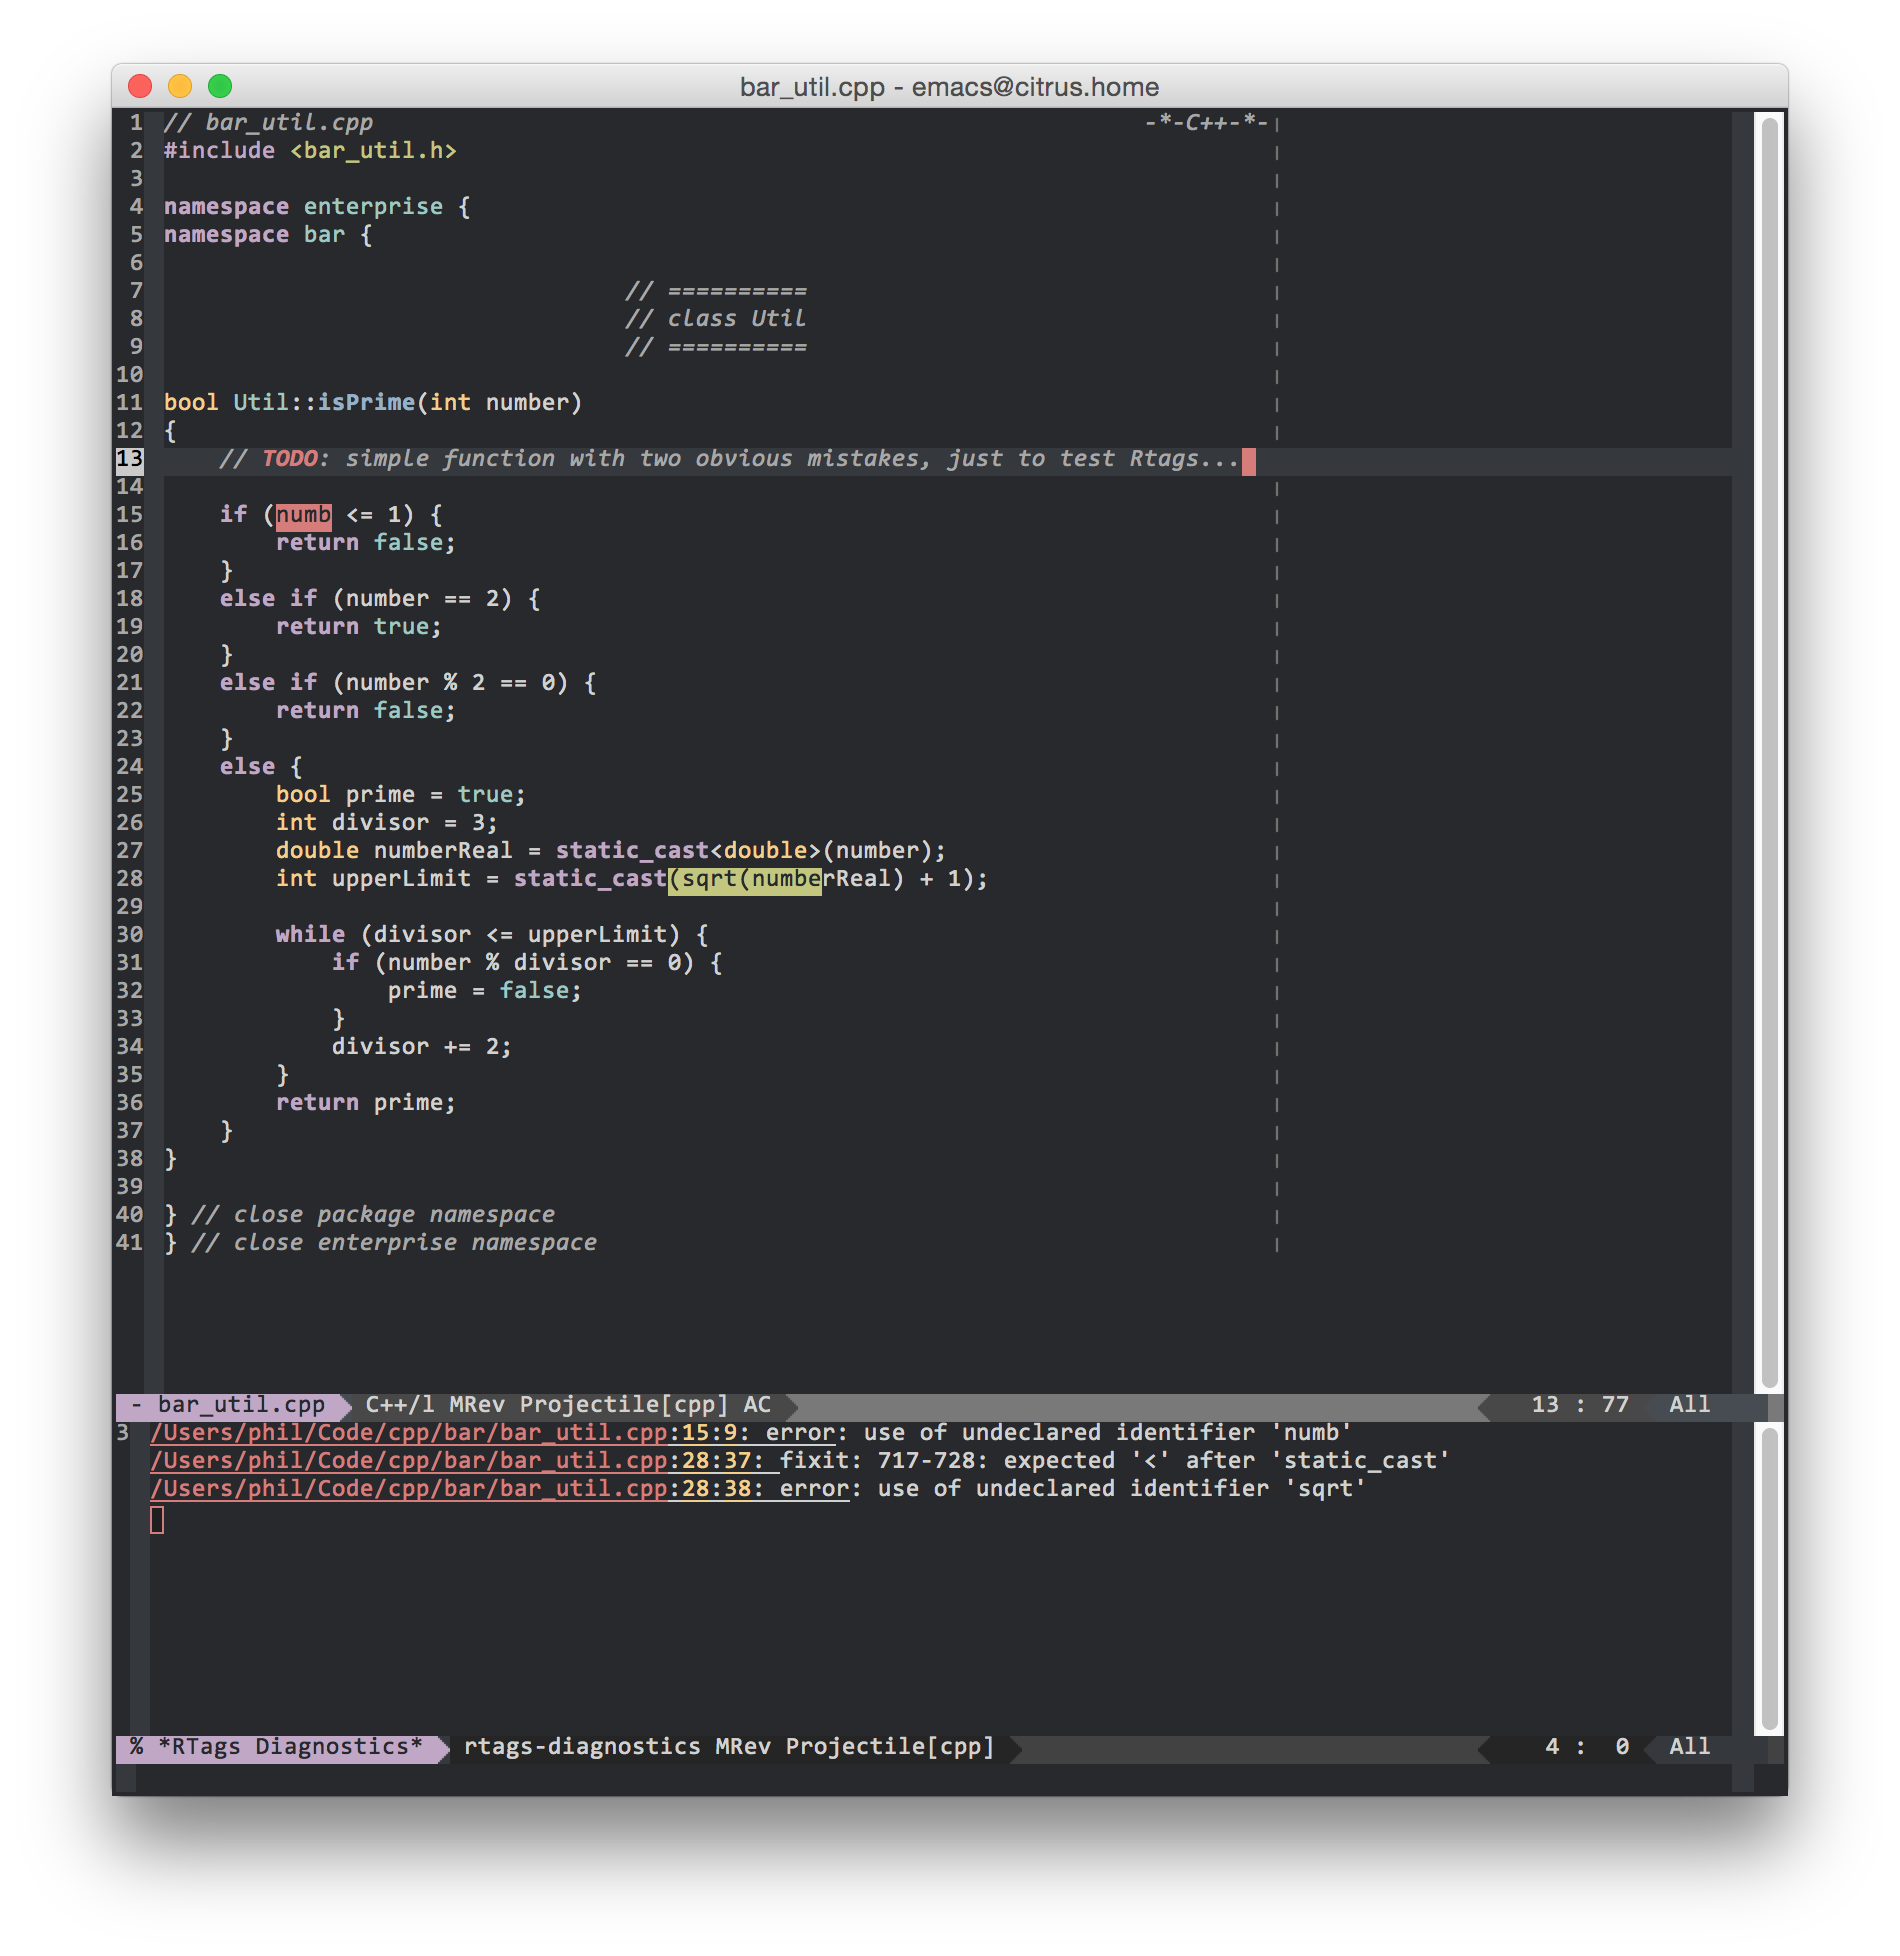 bar_util.cpp - emacs@citrus.home
1 // bar_util.cpp -*-C++-*-
2 #include <bar_util.h>
3
4 namespace enterprise {
5 namespace bar {
6
7 // ==========
8 // class Util
9 // ==========
10
11 bool Util::isPrime(int number)
12 {
13     // TODO: simple function with two obvious mistakes, just to test Rtags...
14
15     if (numb <= 1) {
16         return false;
17     }
18     else if (number == 2) {
19         return true;
20     }
21     else if (number % 2 == 0) {
22         return false;
23     }
24     else {
25         bool prime = true;
26         int divisor = 3;
27         double numberReal = static_cast<double>(number);
28         int upperLimit = static_cast(sqrt(numberReal) + 1);
29
30         while (divisor <= upperLimit) {
31             if (number % divisor == 0) {
32                 prime = false;
33             }
34             divisor += 2;
35         }
36         return prime;
37     }
38 }
39
40 } // close package namespace
41 } // close enterprise namespace
- bar_util.cpp C++/l MRev Projectile[cpp] AC 13 : 77 All
3 /Users/phil/Code/cpp/bar/bar_util.cpp:15:9: error: use of undeclared identifier 'numb'
/Users/phil/Code/cpp/bar/bar_util.cpp:28:37: fixit: 717-728: expected '<' after 'static_cast'
/Users/phil/Code/cpp/bar/bar_util.cpp:28:38: error: use of undeclared identifier 'sqrt'
% *RTags Diagnostics* rtags-diagnostics MRev Projectile[cpp] 4 : 0 All